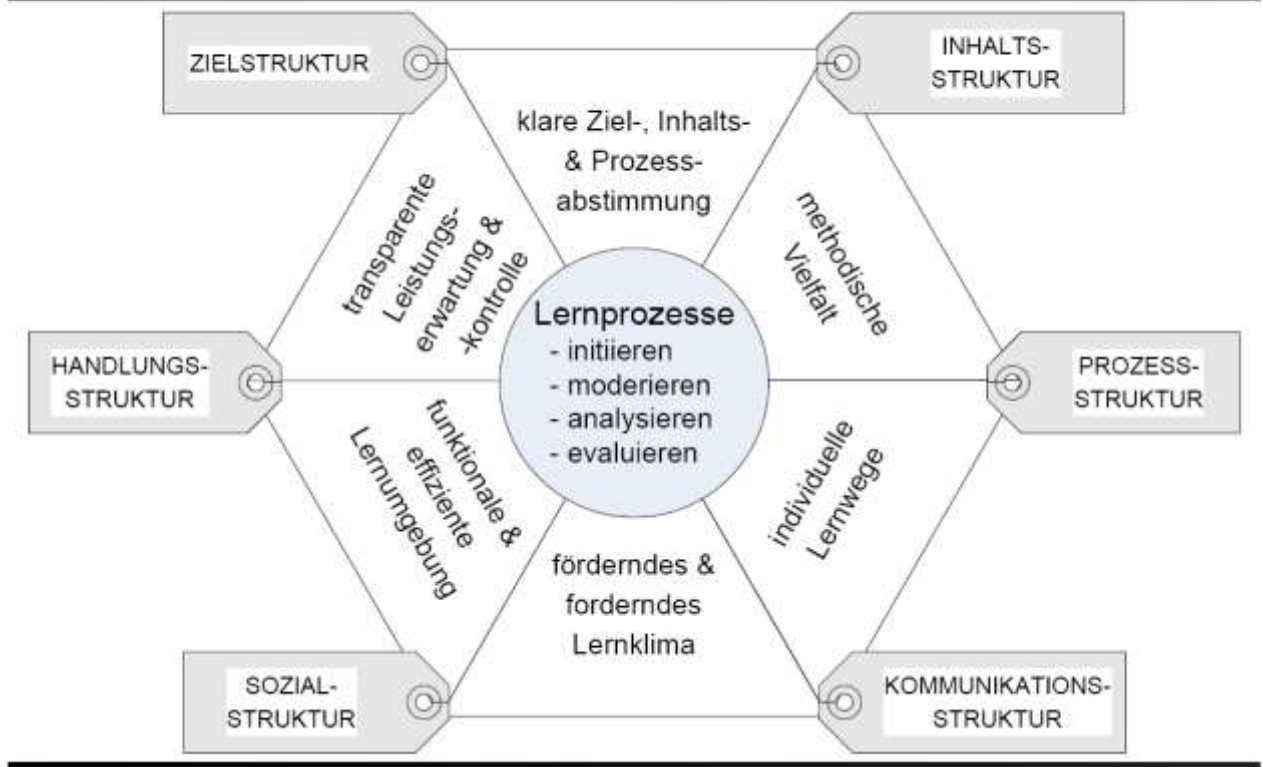 ZIELSTRUKTUR
INHALTS-
STRUKTUR
klare Ziel-, Inhalts-
& Prozess-
abstimmung
transparente
Leistungs-
erwartung &
-kontrolle
methodische
Vielfalt
Lernprozesse
- initiieren
- moderieren
- analysieren
- evaluieren
HANDLUNGS-
STRUKTUR
PROZESS-
STRUKTUR
funktionale &
effiziente
Lernumgebung
individuelle
Lernwege
förderndes &
forderndes
Lernklima
SOZIAL-
STRUKTUR
KOMMUNIKATIONS-
STRUKTUR